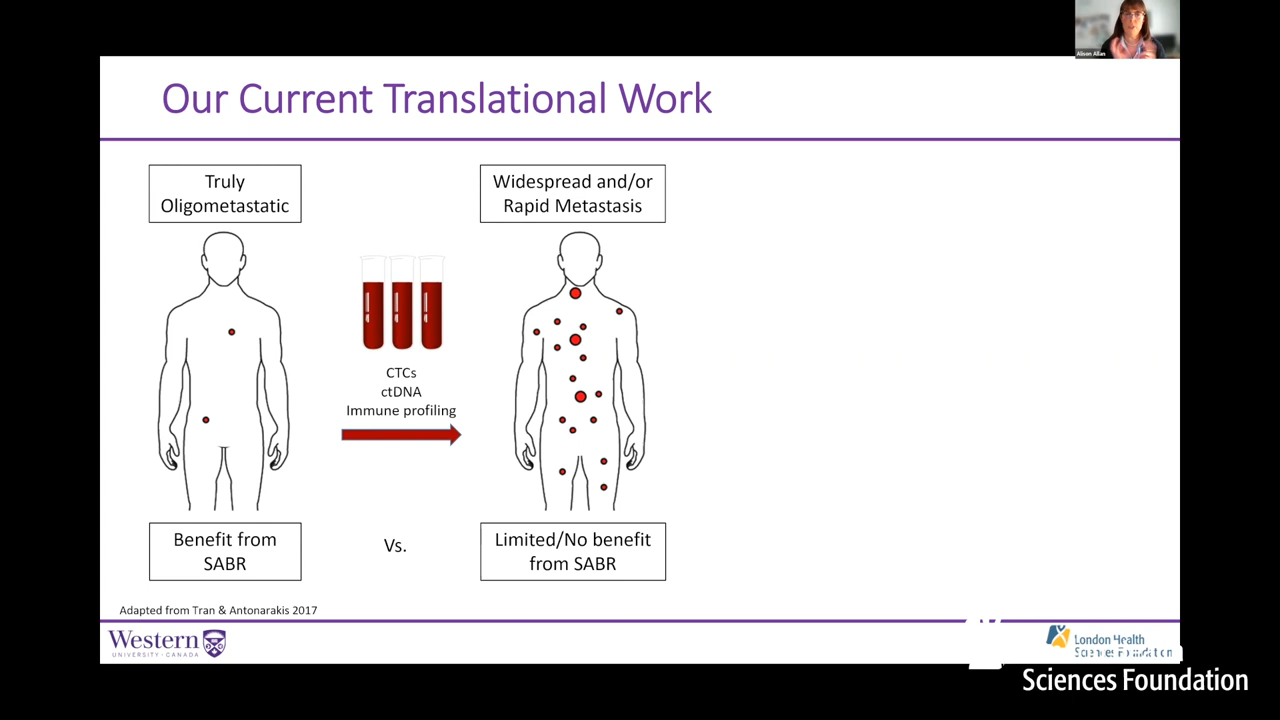 Alison Allan
Our Current Translational Work
Truly
Oligometastatic
Widespread and/or
Rapid Metastasis
CTCs
ctDNA
Immune profiling
Benefit from
SABR
Vs.
Limited/No benefit
from SABR
Adapted from Tran & Antonarakis 2017
Western
UNIVERSITY · CANADA
London Health
Sciences Foundation
Sciences Foundation